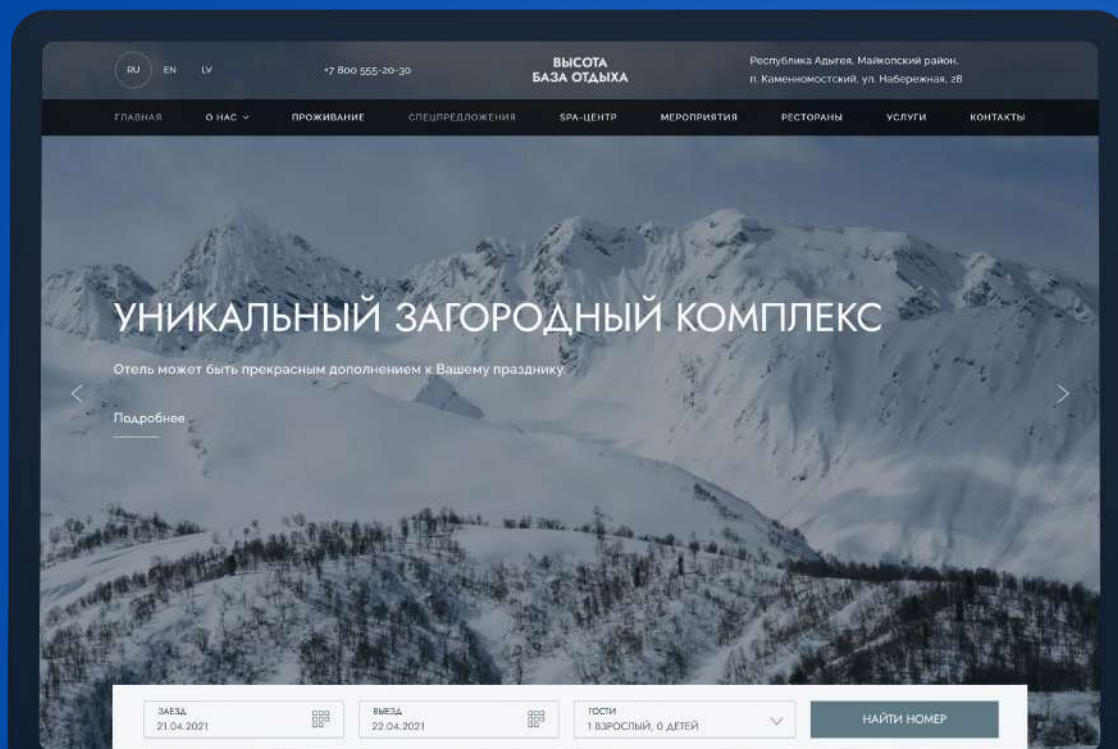 RU EN LV
+7 800 555-20-30
ВЫСОТА
БАЗА ОТДЫХА
Республика Адыгея, Майкопский район,
п. Каменномостский, ул. Набережная, 28
ГЛАВНАЯ О НАС ПРОЖИВАНИЕ СПЕЦПРЕДЛОЖЕНИЯ SPA-ЦЕНТР МЕРОПРИЯТИЯ РЕСТОРАНЫ УСЛУГИ КОНТАКТЫ
УНИКАЛЬНЫЙ ЗАГОРОДНЫЙ КОМПЛЕКС
Отель может быть прекрасным дополнением к Вашему празднику.
Подробнее
ЗАЕЗД
21.04.2021
ВЫЕЗД
22.04.2021
ГОСТИ
1 ВЗРОСЛЫЙ, 0 ДЕТЕЙ
НАЙТИ НОМЕР